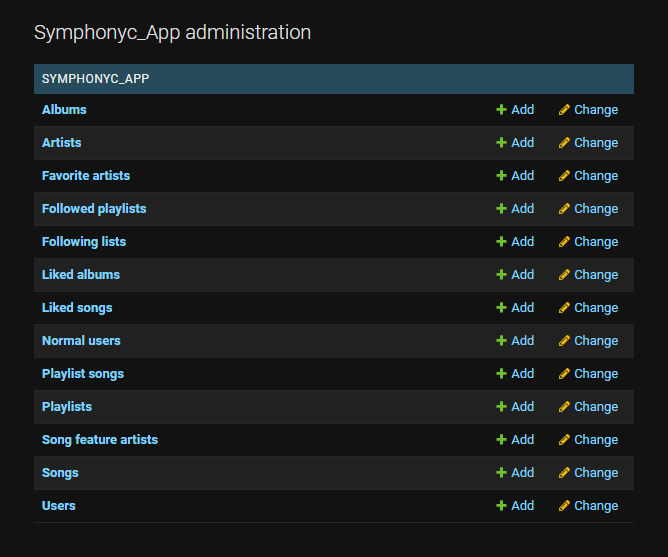 Symphonyc_App administration
SYMPHONYC_APP
Albums Add Change
Artists Add Change
Favorite artists Add Change
Followed playlists Add Change
Following lists Add Change
Liked albums Add Change
Liked songs Add Change
Normal users Add Change
Playlist songs Add Change
Playlists Add Change
Song feature artists Add Change
Songs Add Change
Users Add Change